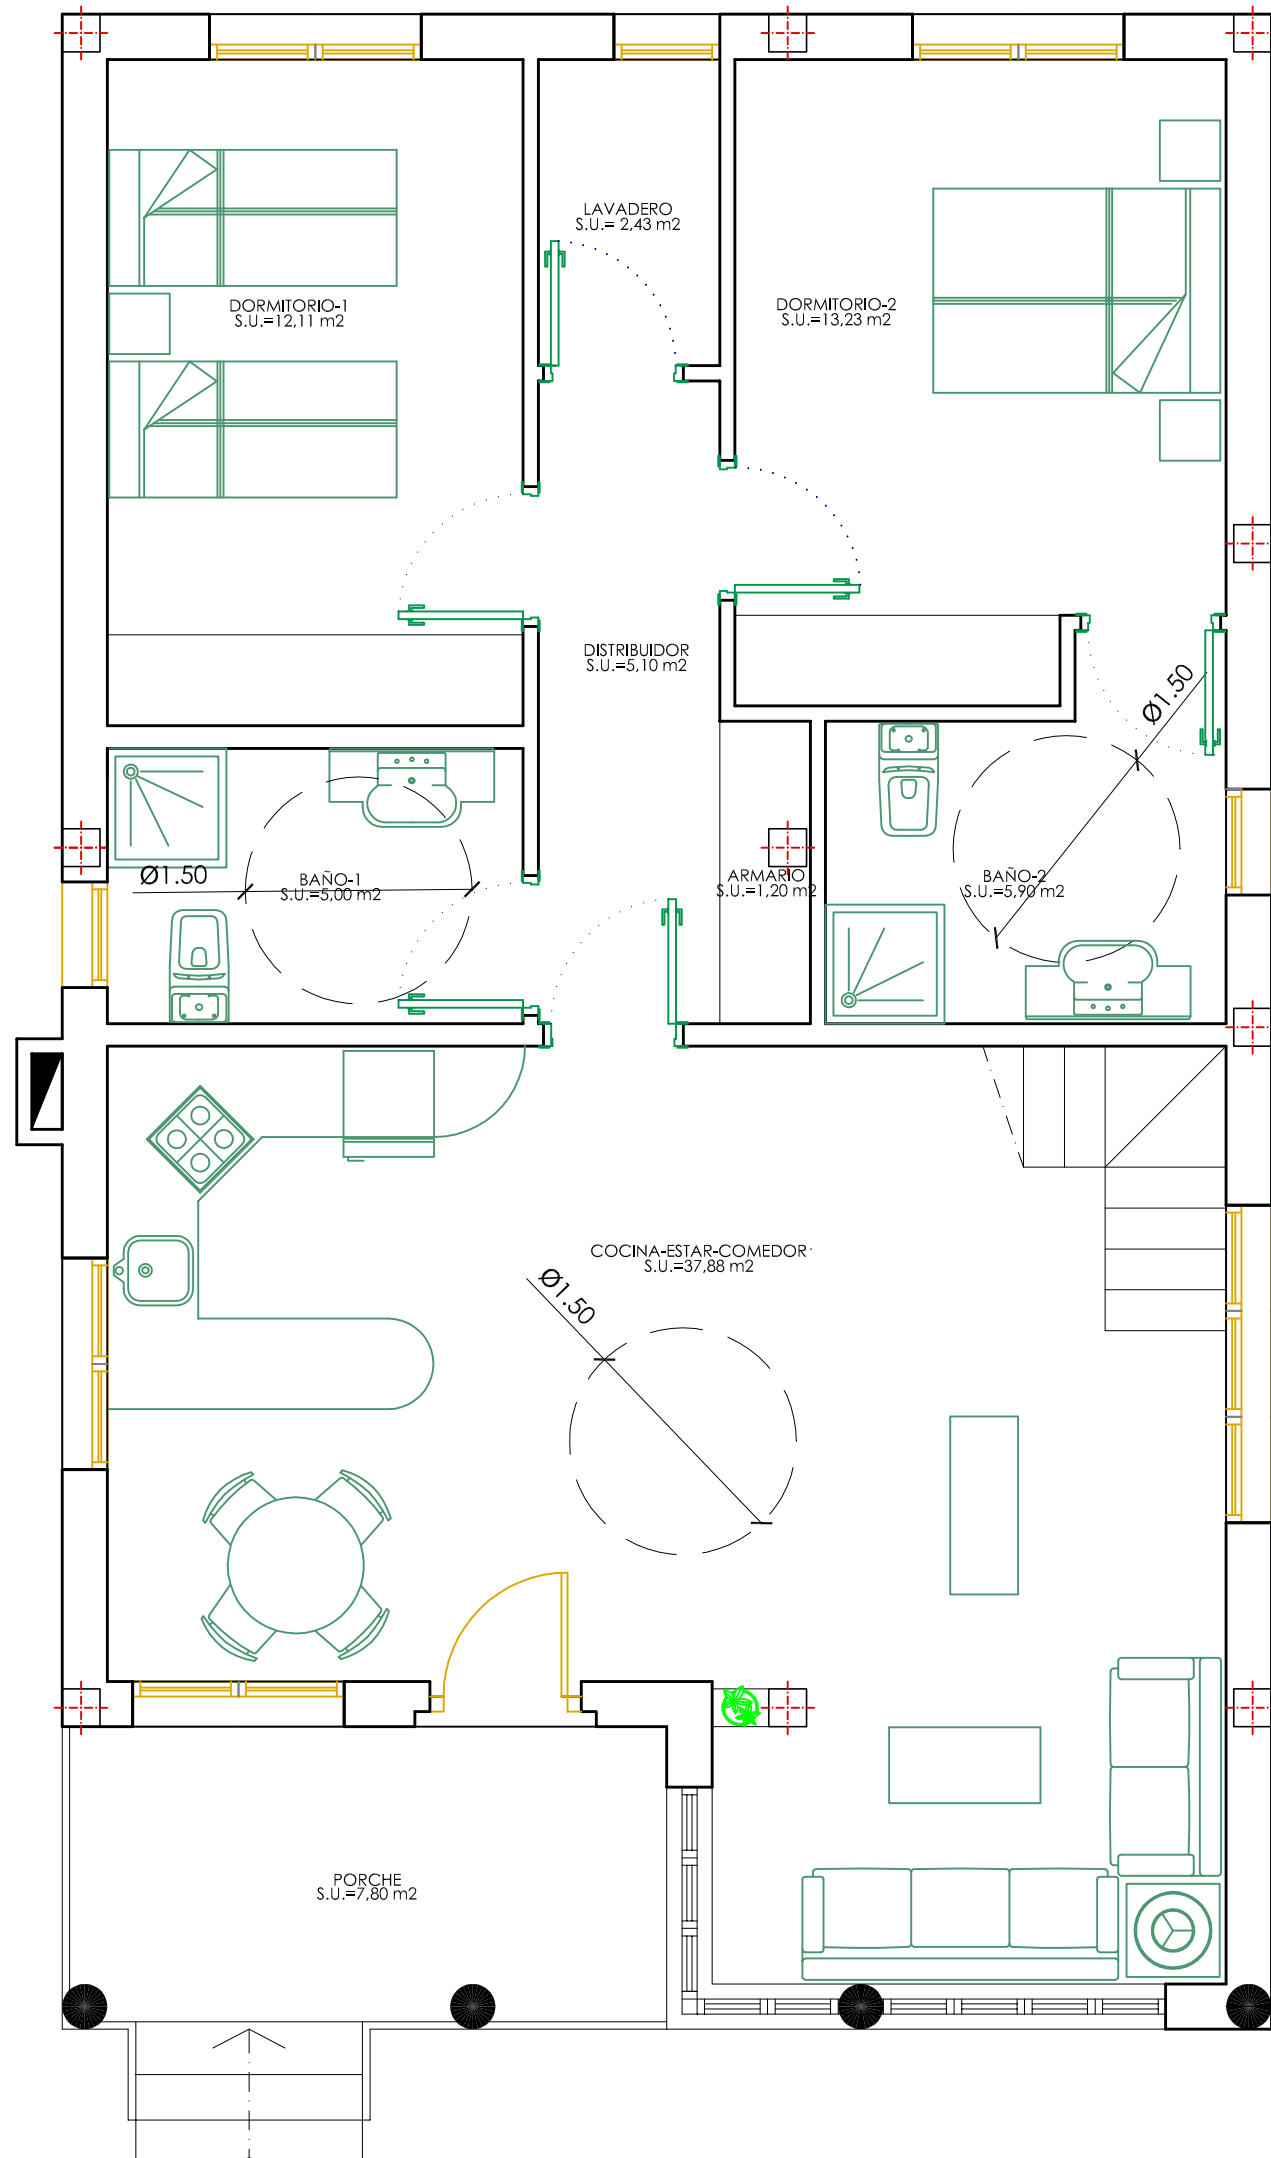 LAVADERO
S.U.= 2,43 m2
DORMITORIO-1
S.U.=12,11 m2
DORMITORIO-2
S.U.=13,23 m2
DISTRIBUIDOR
S.U.=5,10 m2
Ø1.50
Ø1.50
BAÑO-1
S.U.=5,00 m2
ARMARIO
S.U.=1,20 m2
BAÑO-2
S.U.=5,90 m2
COCINA-ESTAR-COMEDOR
S.U.=37,88 m2
Ø1.50
PORCHE
S.U.=7,80 m2